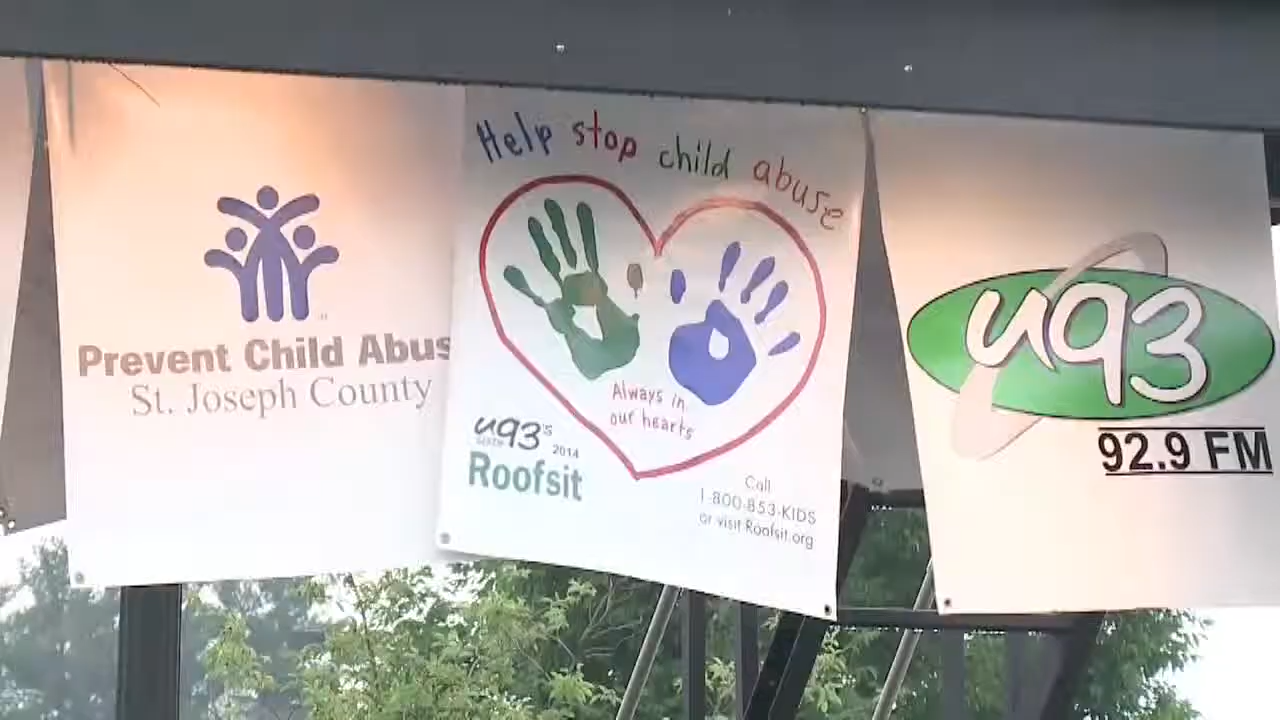 Prevent Child Abus
St. Joseph County
Help stop child abuse
Always in
our hearts
u93's
2014
Roofsit
Call
1-800-853-KIDS
or visit Roofsit.org
u93
92.9 FM